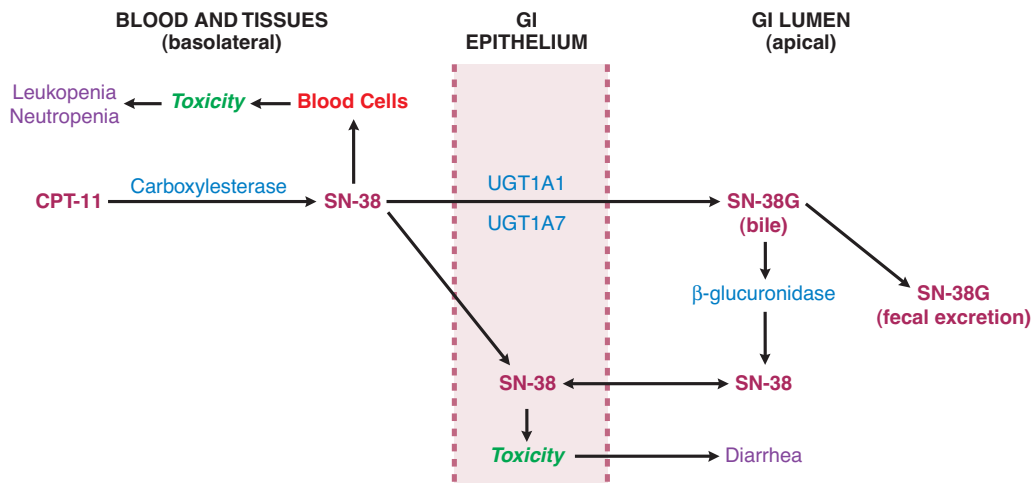 BLOOD AND TISSUES
(basolateral)
GI
EPITHELIUM
GI LUMEN
(apical)
Leukopenia
Neutropenia
Toxicity
Blood Cells
CPT-11
Carboxylesterase
SN-38
UGT1A1
UGT1A7
SN-38G
(bile)
β-glucuronidase
SN-38G
(fecal excretion)
SN-38
SN-38
Toxicity
Diarrhea